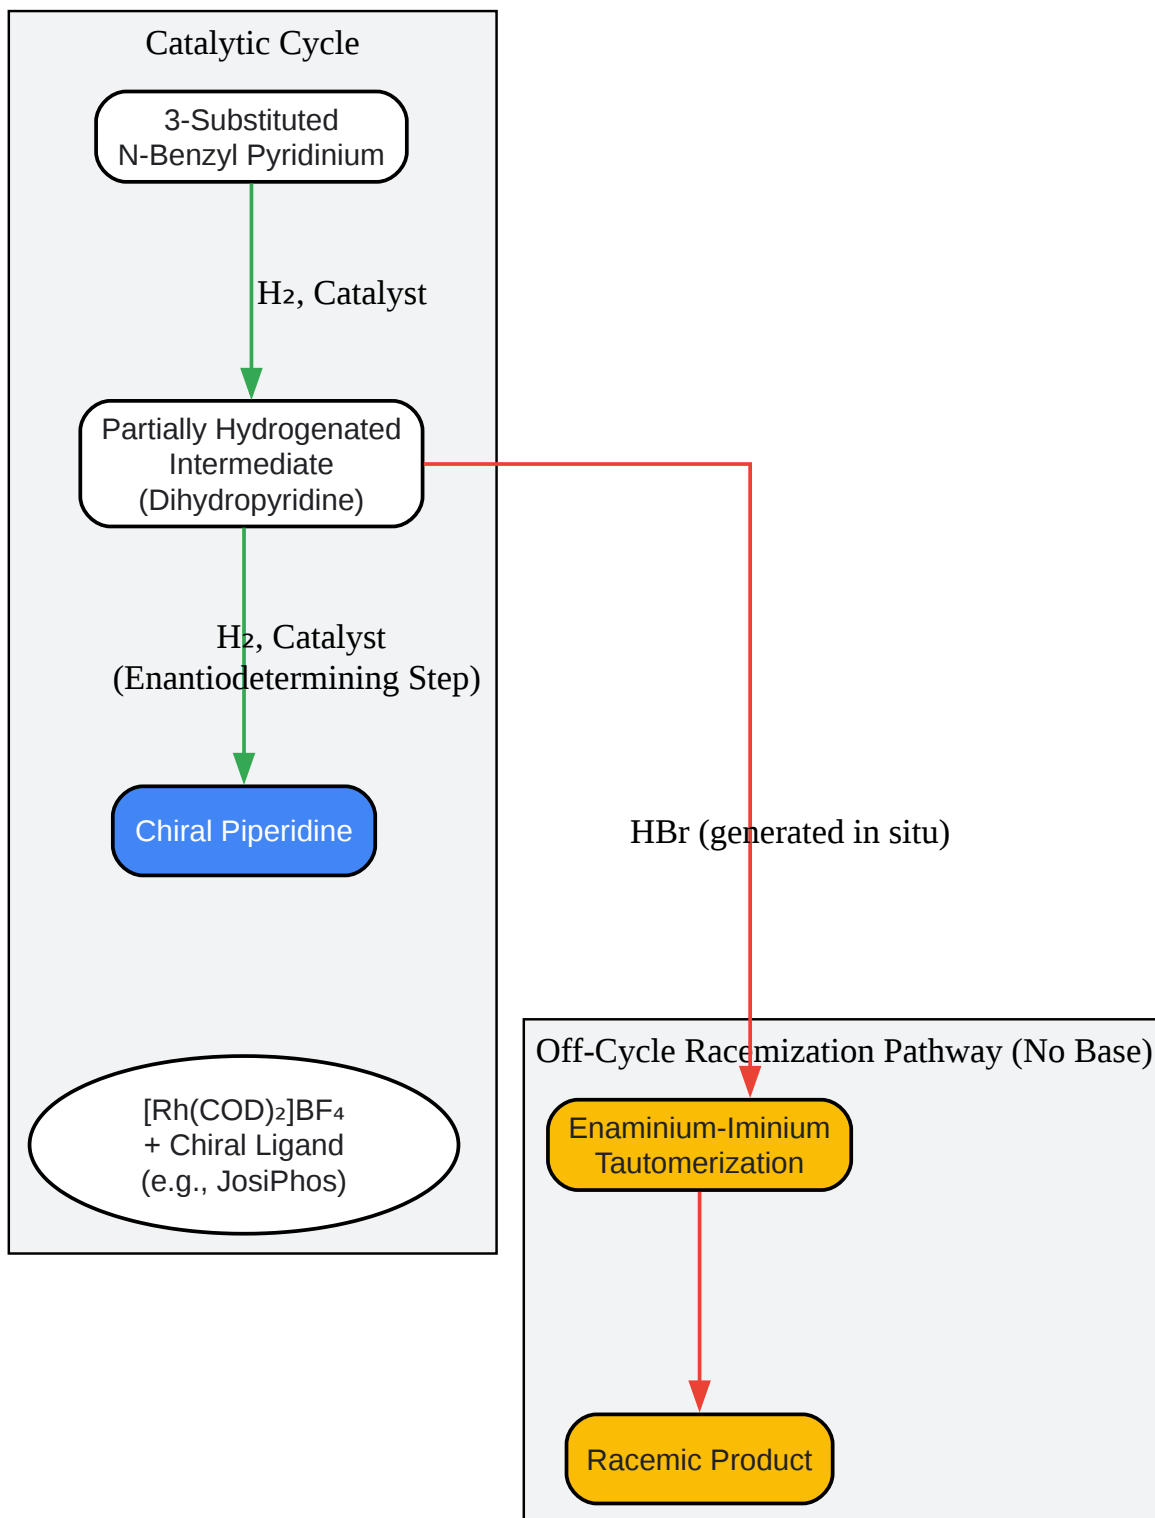 Catalytic Cycle
3-Substituted
N-Benzyl Pyridinium
H₂, Catalyst
Partially Hydrogenated
Intermediate
(Dihydropyridine)
H₂, Catalyst
(Enantiodetermining Step)
Chiral Piperidine
HBr (generated in situ)
[Rh(COD)₂]BF₄
+ Chiral Ligand
(e.g., JosiPhos)
Off-Cycle Racemization Pathway (No Base)
Enaminium-Iminium
Tautomerization
Racemic Product